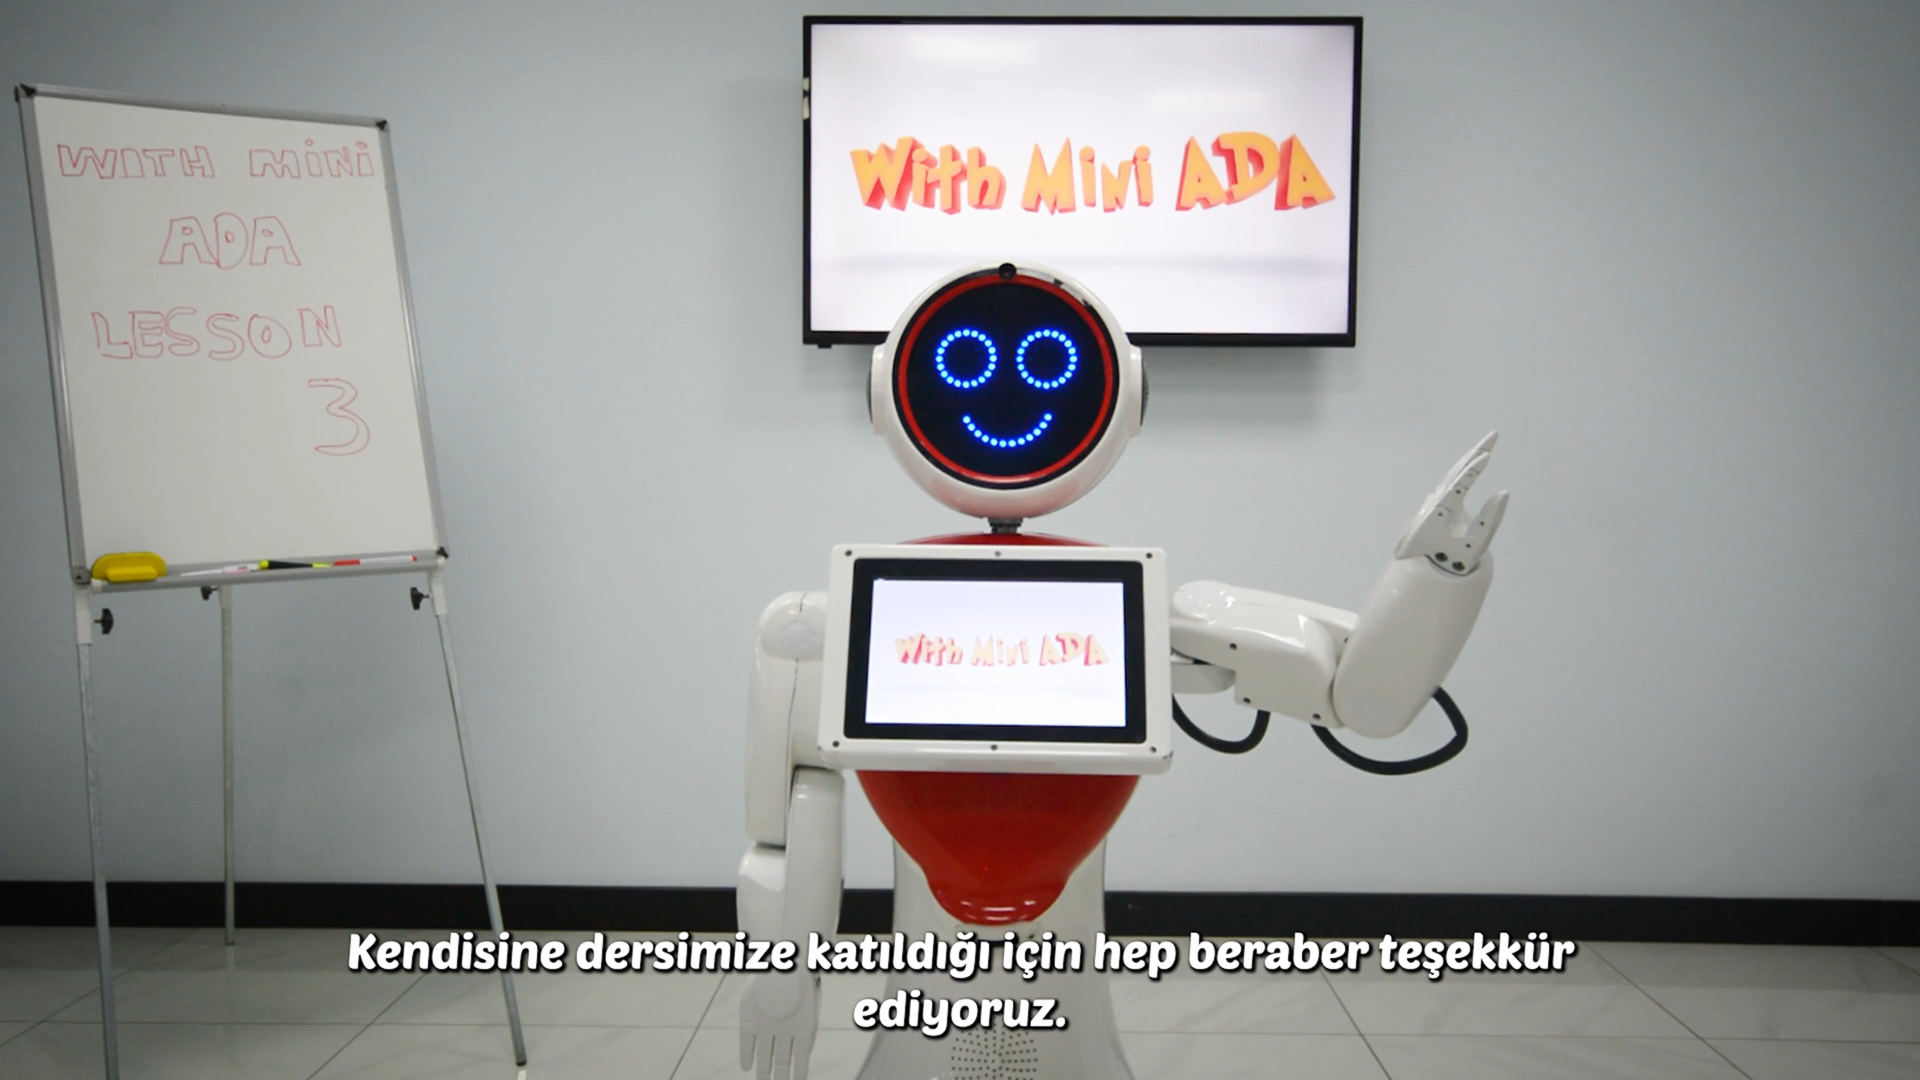 WITH MiNi
ADA
LESSON
3
With MiNi ADA
With MiNi ADA
Kendisine dersimize katıldığı için hep beraber teşekkür
ediyoruz.